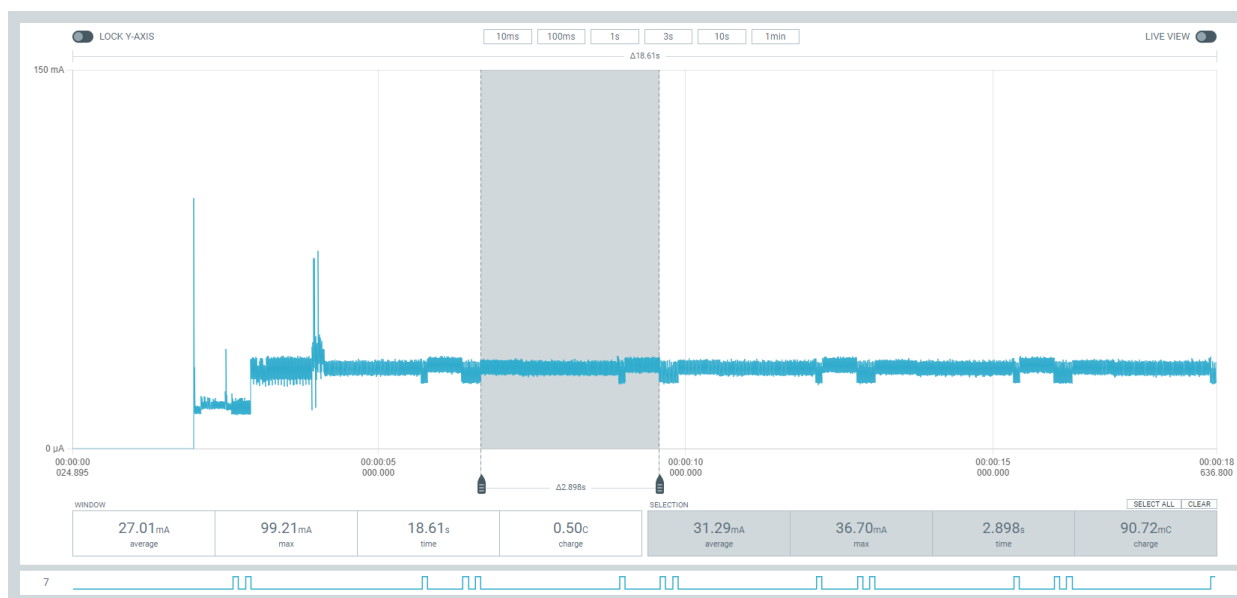 LOCK Y-AXIS 10ms 100ms 1s 3s 10s 1min LIVE VIEW
Δ18.61s
150 mA
0 µA
00:00:00 00:00:05 00:00:10 00:00:15 00:00:18
024.895 000.000 000.000 000.000 636.800
Δ2.898s
WINDOW SELECTION SELECT ALL CLEAR
27.01mA 99.21mA 18.61s 0.50C 31.29mA 36.70mA 2.898s 90.72mC
average max time charge average max time charge
7